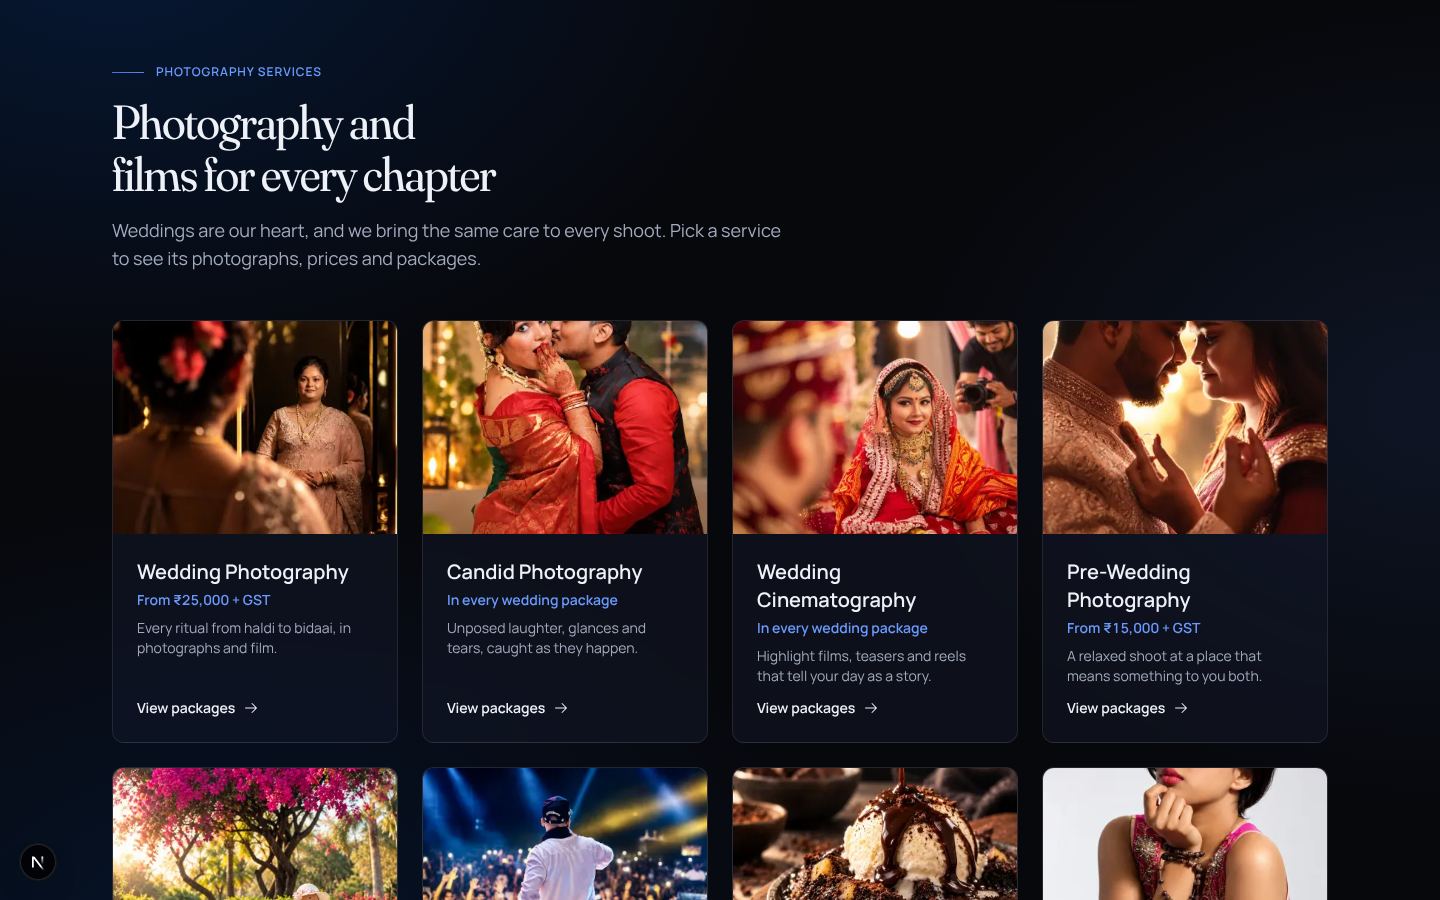 PHOTOGRAPHY SERVICES
Photography and
films for every chapter
Weddings are our heart, and we bring the same care to every shoot. Pick a service
to see its photographs, prices and packages.
Wedding Photography
From ₹25,000 + GST
Every ritual from haldi to bidaai, in
photographs and film.
View packages →
Candid Photography
In every wedding package
Unposed laughter, glances and
tears, caught as they happen.
View packages →
Wedding
Cinematography
In every wedding package
Highlight films, teasers and reels
that tell your day as a story.
View packages →
Pre-Wedding
Photography
From ₹15,000 + GST
A relaxed shoot at a place that
means something to you both.
View packages →
N